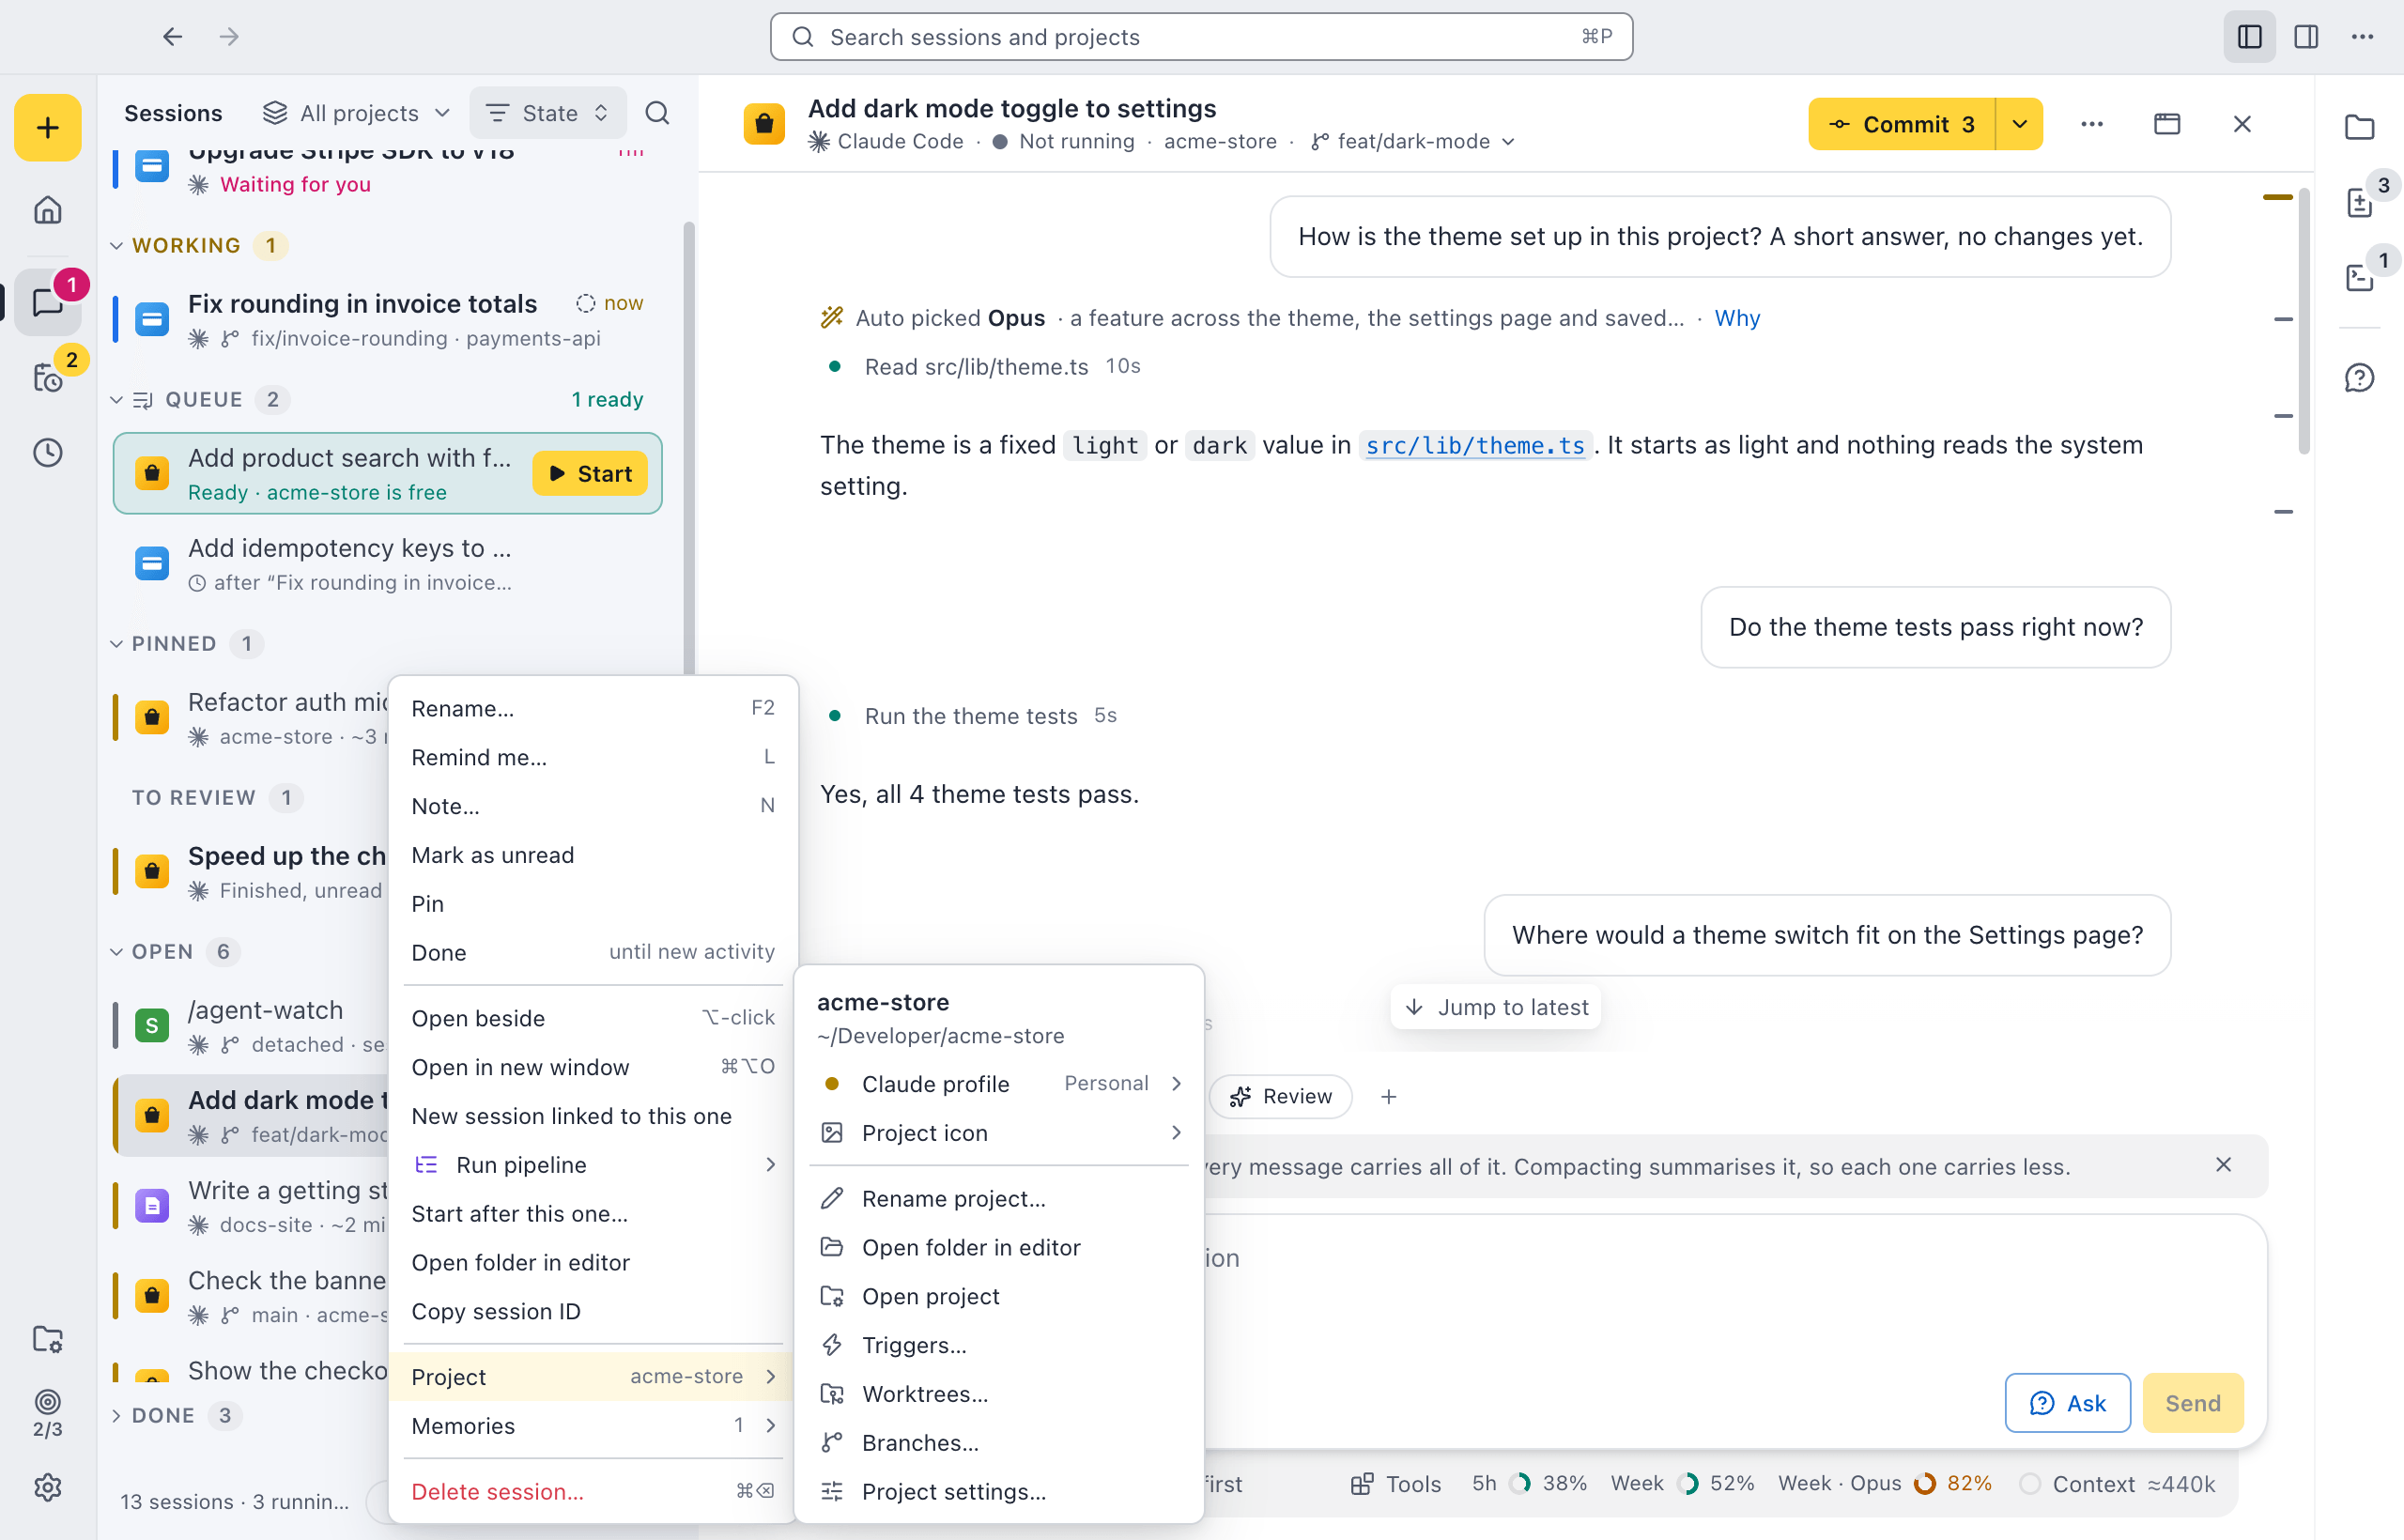 Search sessions and projects ⌘P
Sessions All projects State
Upgrade Stripe SDK to v18
Waiting for you
WORKING 1
Fix rounding in invoice totals now
fix/invoice-rounding · payments-api
QUEUE 2 1 ready
Add product search with f... Start
Ready · acme-store is free
Add idempotency keys to ...
after “Fix rounding in invoice...
PINNED 1
Refactor auth
acme-store · ~3
TO REVIEW 1
Speed up the
Finished, unread
OPEN 6
S /agent-watch
detached ·
Add dark mode
Write a getting
docs-site · ~2
Check the
main ·
Show the
DONE 3
13 sessions · 3 runnin...
1
2
2/3
Rename... F2
Remind me... L
Note... N
Mark as unread
Pin
Done until new activity
Open beside ⌥-click
Open in new window ⌘⌥O
New session linked to this one
Run pipeline
Start after this one...
Open folder in editor
Copy session ID
Project acme-store
Memories 1
Delete session... ⌘⌫
acme-store
~/Developer/acme-store
Claude profile Personal
Project icon
Rename project...
Open folder in editor
Open project
Triggers...
Worktrees...
Branches...
Project settings...
Add dark mode toggle to settings
Claude Code · Not running · acme-store · feat/dark-mode
Commit 3
How is the theme set up in this project? A short answer, no changes yet.
Auto picked Opus · a feature across the theme, the settings page and saved... · Why
Read src/lib/theme.ts 10s
The theme is a fixed light or dark value in src/lib/theme.ts. It starts as light and nothing reads the system
setting.
Do the theme tests pass right now?
Run the theme tests 5s
Yes, all 4 theme tests pass.
Where would a theme switch fit on the Settings page?
Jump to latest
Review
message carries all of it. Compacting summarises it, so each one carries less.
Ask Send
Tools 5h 38% Week 52% Week · Opus 82% Context ≈440k
3
1